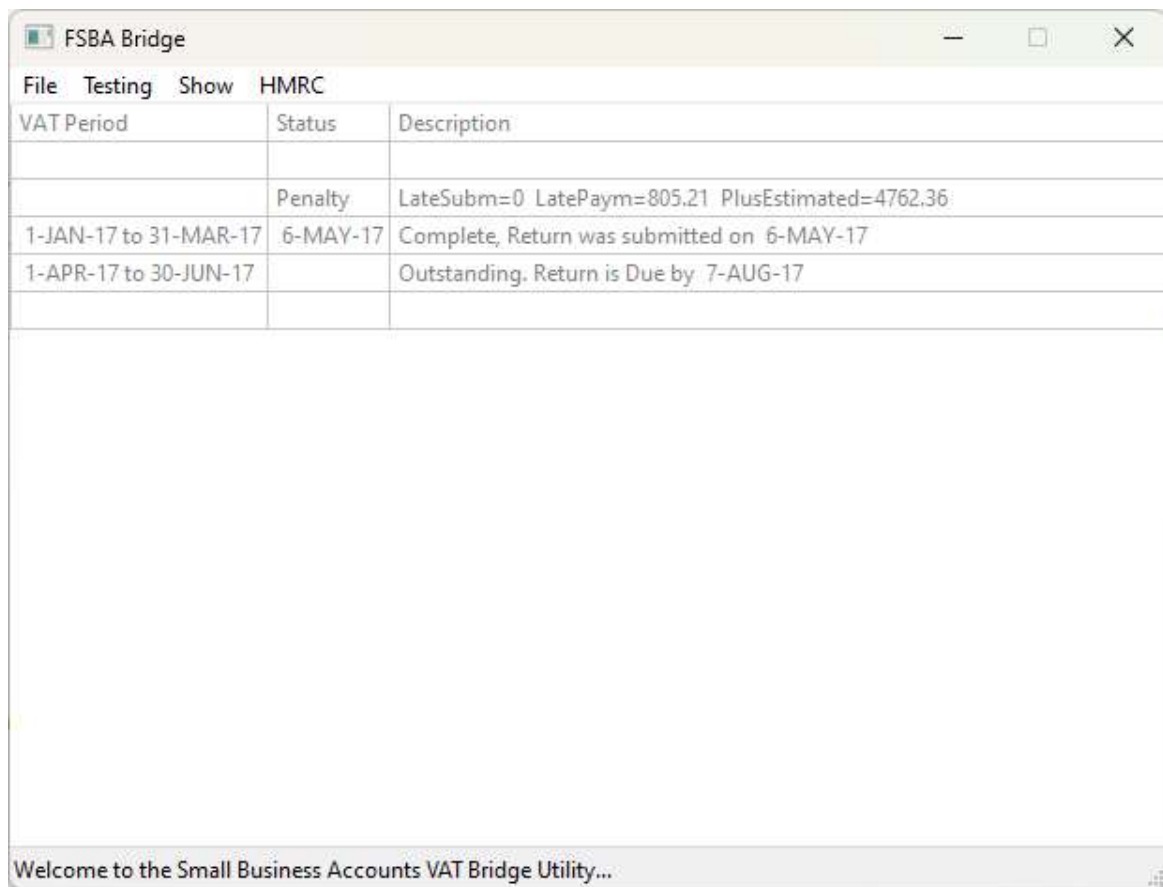 FSBA Bridge
File Testing Show HMRC
VAT Period Status Description
Penalty LateSubm=0 LatePaym=805.21 PlusEstimated=4762.36
1-JAN-17 to 31-MAR-17 6-MAY-17 Complete, Return was submitted on 6-MAY-17
1-APR-17 to 30-JUN-17 Outstanding. Return is Due by 7-AUG-17
Welcome to the Small Business Accounts VAT Bridge Utility...